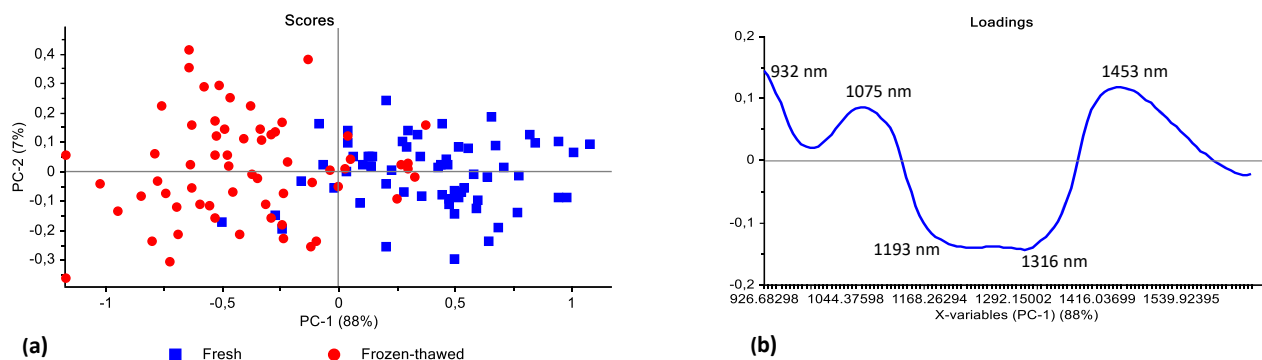 Scores
0,4
0,3
0,2
0,1
0
-0,1
-0,2
-0,3
PC-2 (7%)
-1
-0,5
0
0,5
1
PC-1 (88%)
(a)
Fresh
Frozen-thawed
Loadings
0,2
0,1
0
-0,1
-0,2
932 nm
1075 nm
1453 nm
1193 nm
1316 nm
926.68298 1044.37598 1168.26294 1292.15002 1416.03699 1539.92395
X-variables (PC-1) (88%)
(b)